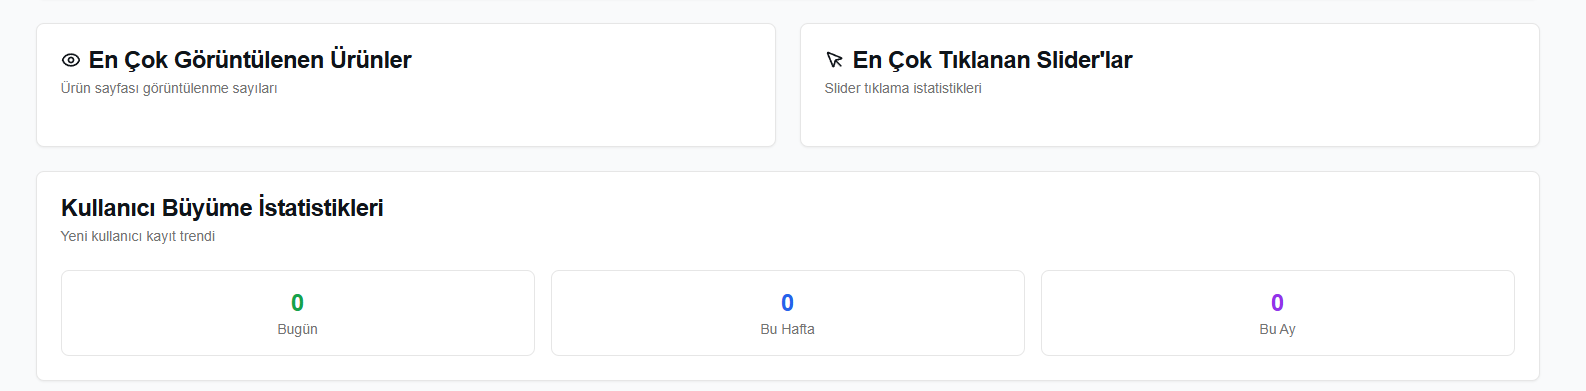 En Çok Görüntülenen Ürünler
Ürün sayfası görüntülenme sayıları
En Çok Tıklanan Slider'lar
Slider tıklama istatistikleri
Kullanıcı Büyüme İstatistikleri
Yeni kullanıcı kayıt trendi
0
Bugün
0
Bu Hafta
0
Bu Ay